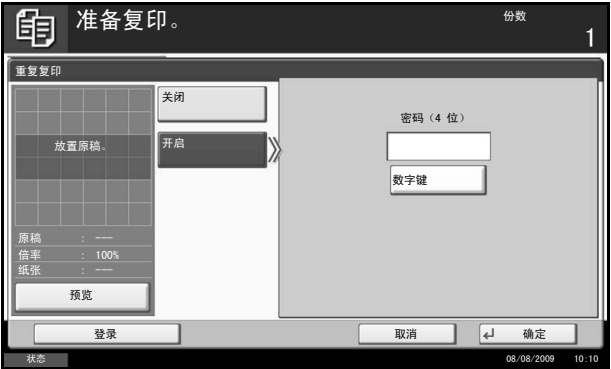 准备复印。
份数
1
重复复印
放置原稿。
原稿 : ---
倍率 : 100%
纸张 : ---
预览
关闭
开启
密码（4 位）
数字键
登录
取消
确定
状态
08/08/2009 10:10